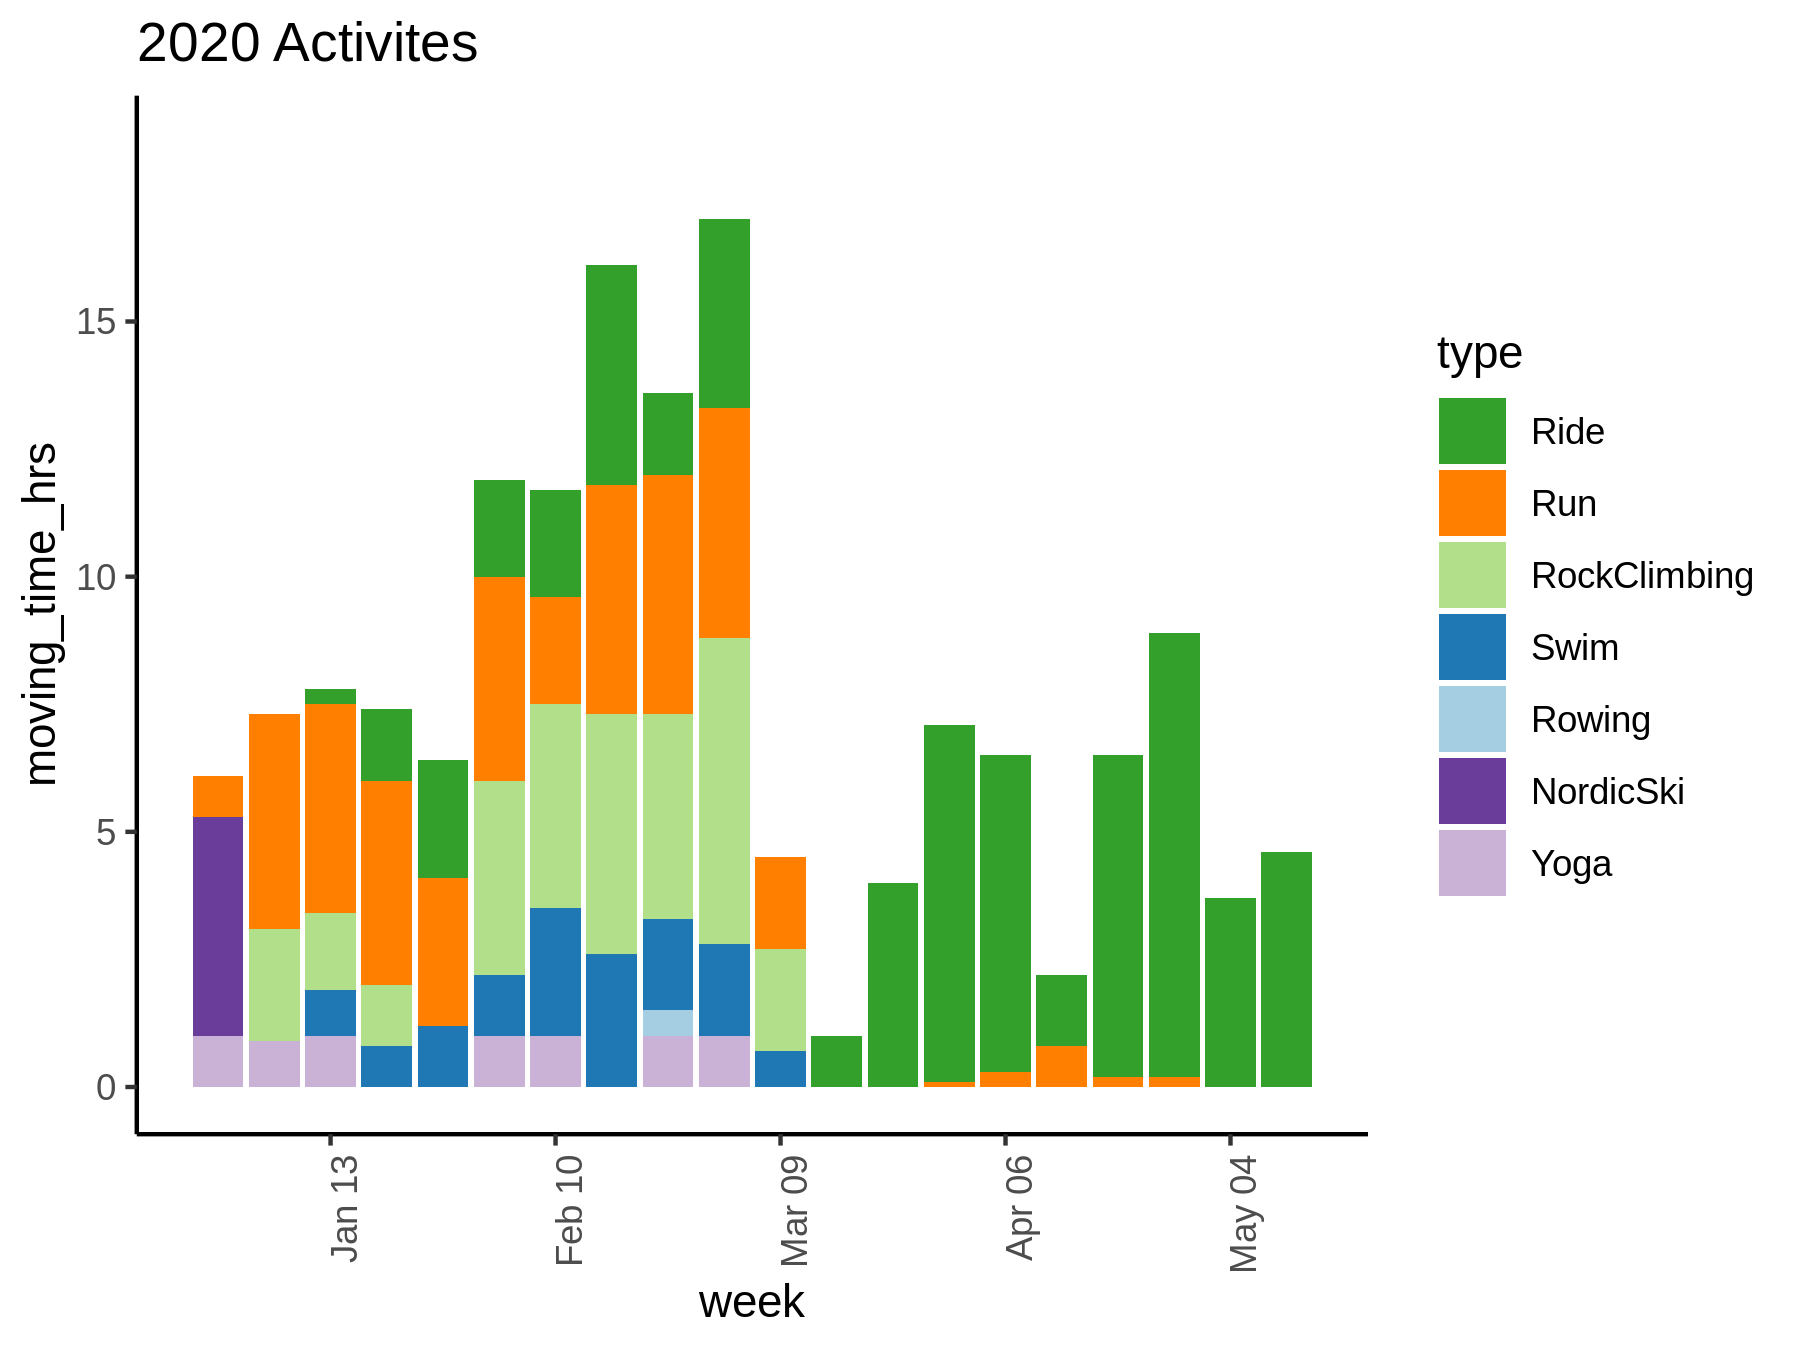 2020 Activites
moving_time_hrs
15
10
5
0
Jan 13
Feb 10
Mar 09
Apr 06
May 04
week
type
Ride
Run
RockClimbing
Swim
Rowing
NordicSki
Yoga